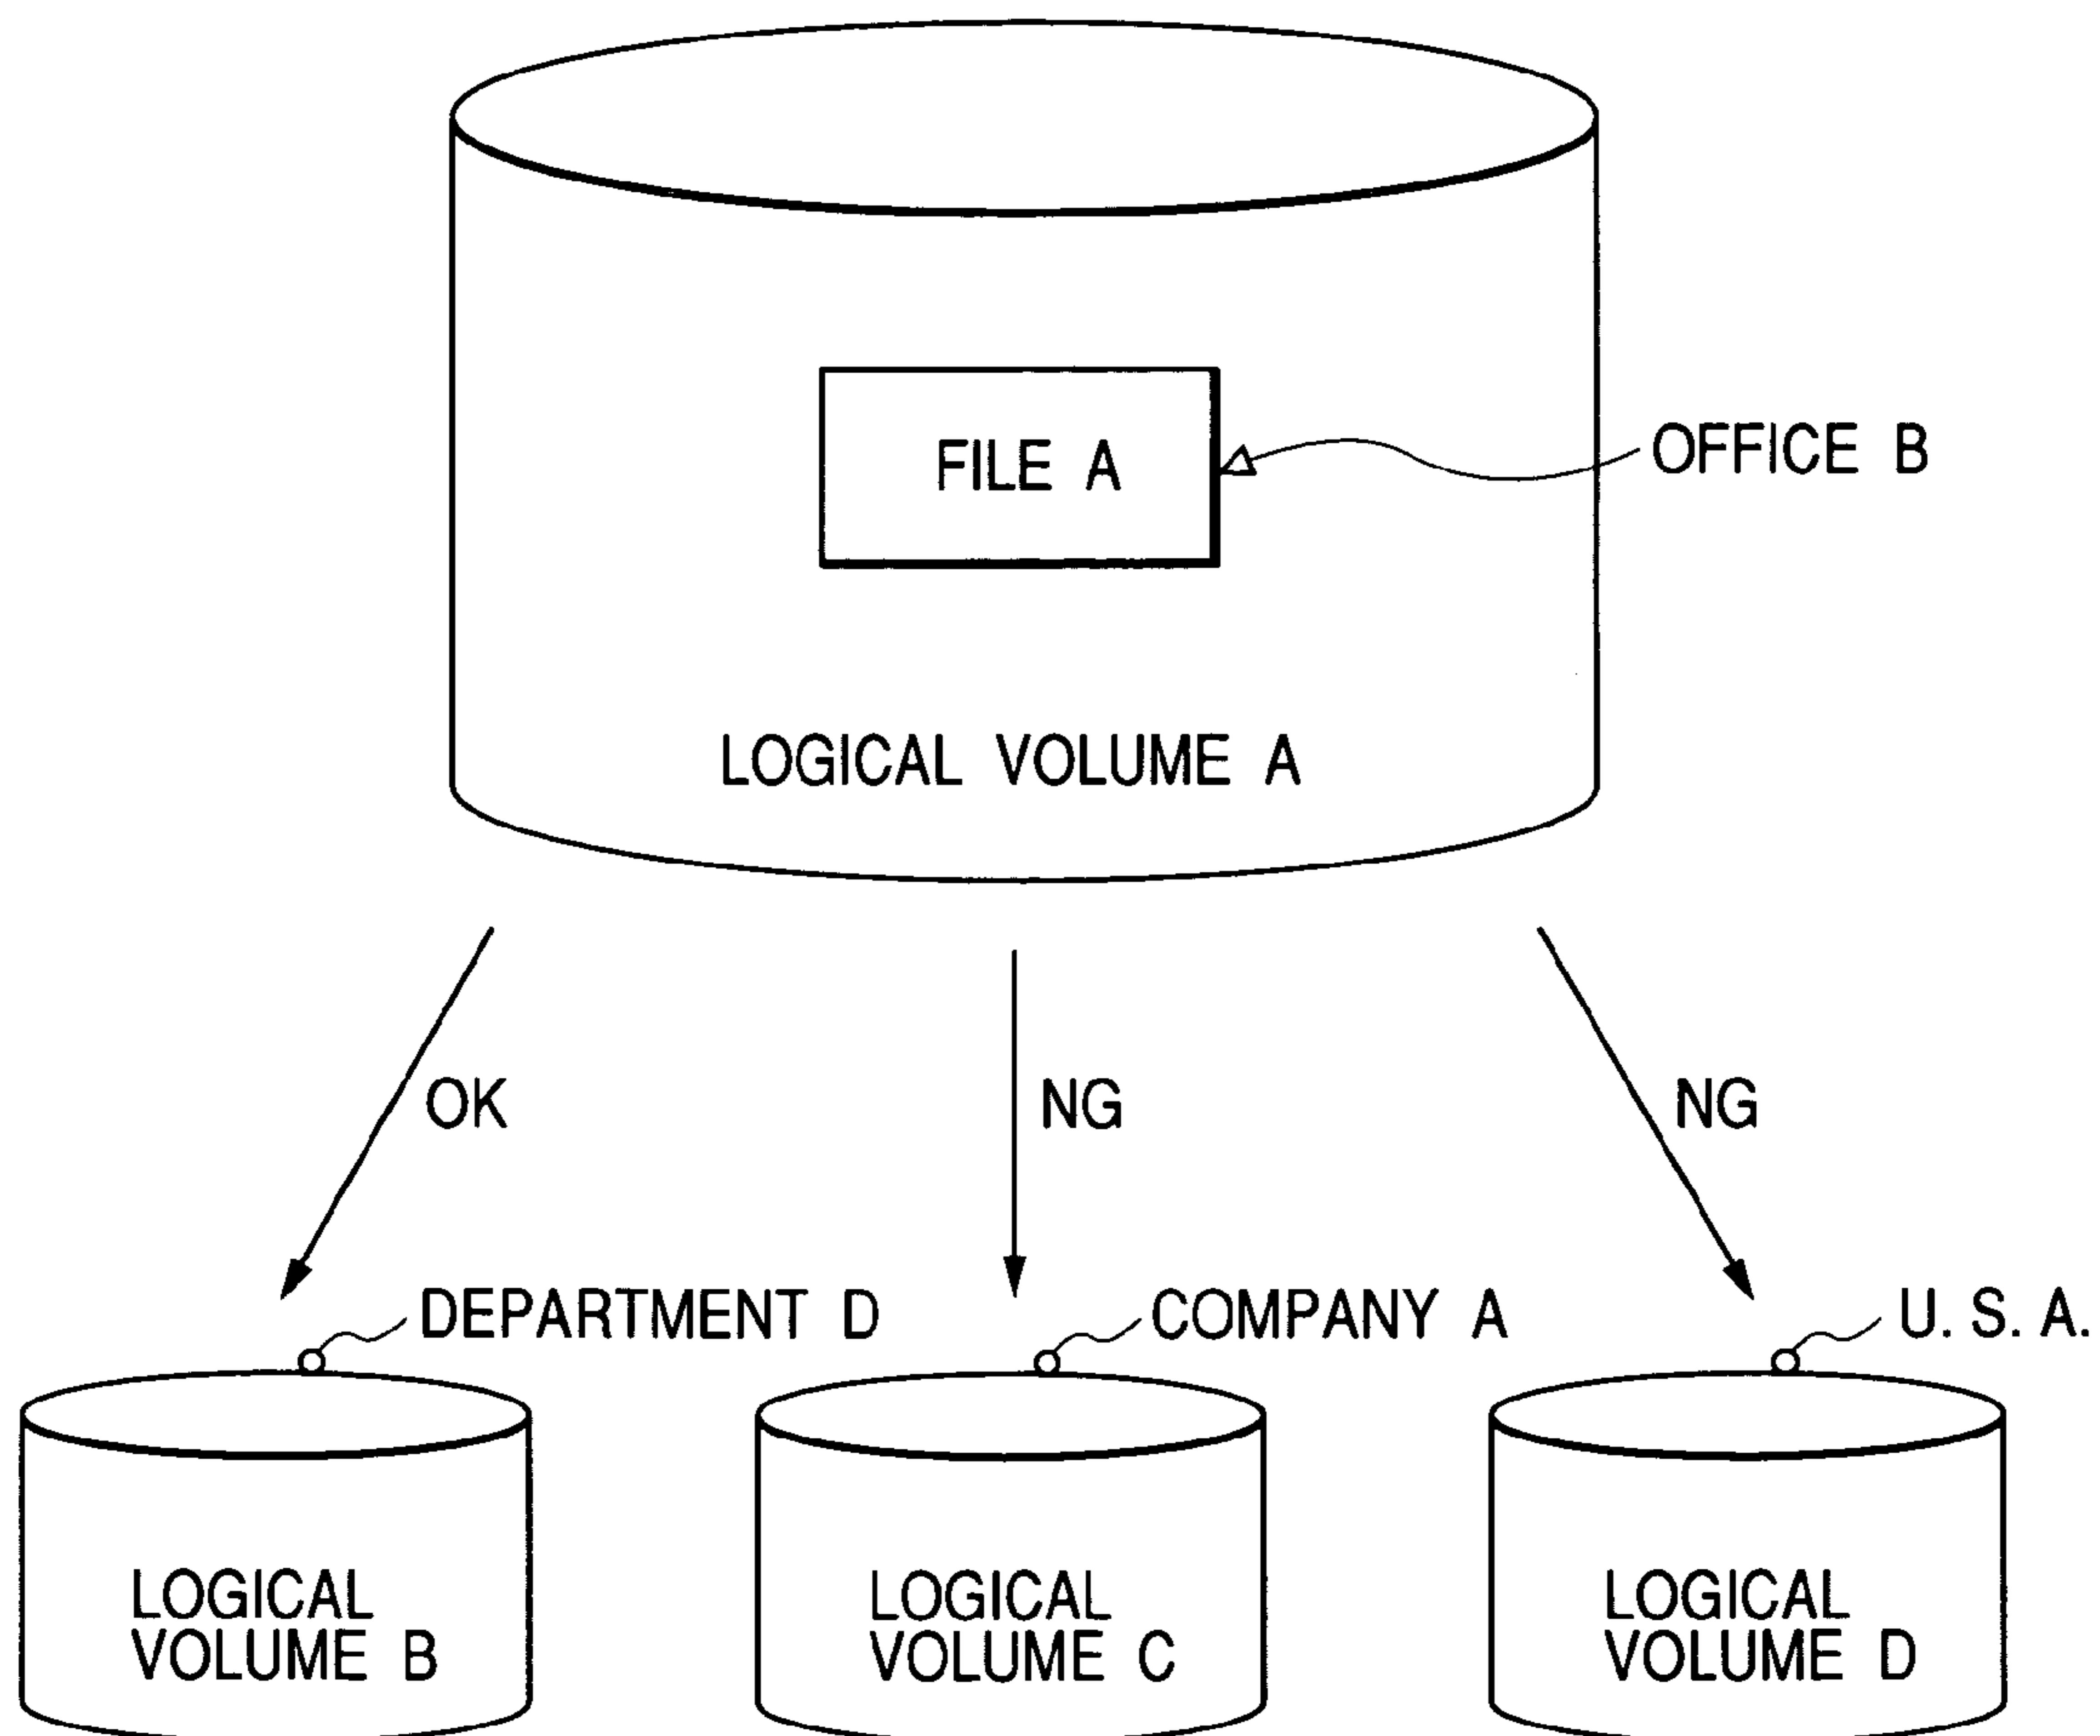 FILE A
OFFICE B
LOGICAL VOLUME A
OK
NG
NG
DEPARTMENT D
COMPANY A
U. S. A.
LOGICAL
VOLUME B
LOGICAL
VOLUME C
LOGICAL
VOLUME D